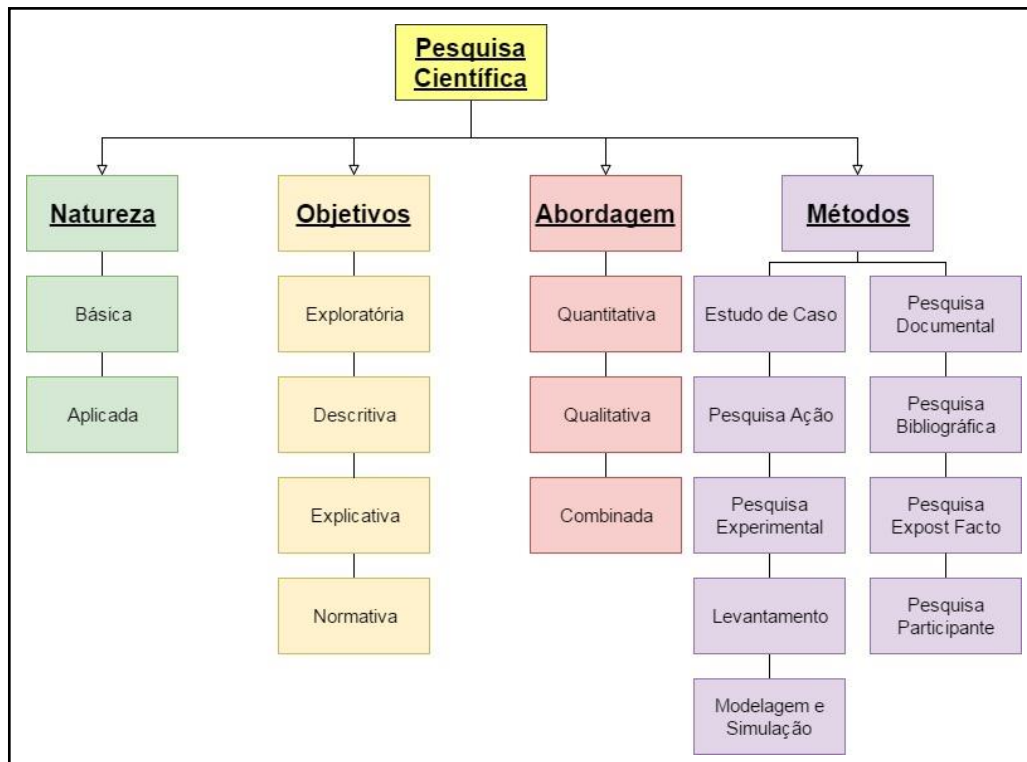 Pesquisa
Científica
Natureza
Objetivos
Abordagem
Métodos
Básica
Aplicada
Exploratória
Descritiva
Explicativa
Normativa
Quantitativa
Qualitativa
Combinada
Estudo de Caso
Pesquisa Ação
Pesquisa
Experimental
Levantamento
Modelagem e
Simulação
Pesquisa
Documental
Pesquisa
Bibliográfica
Pesquisa
Expost Facto
Pesquisa
Participante